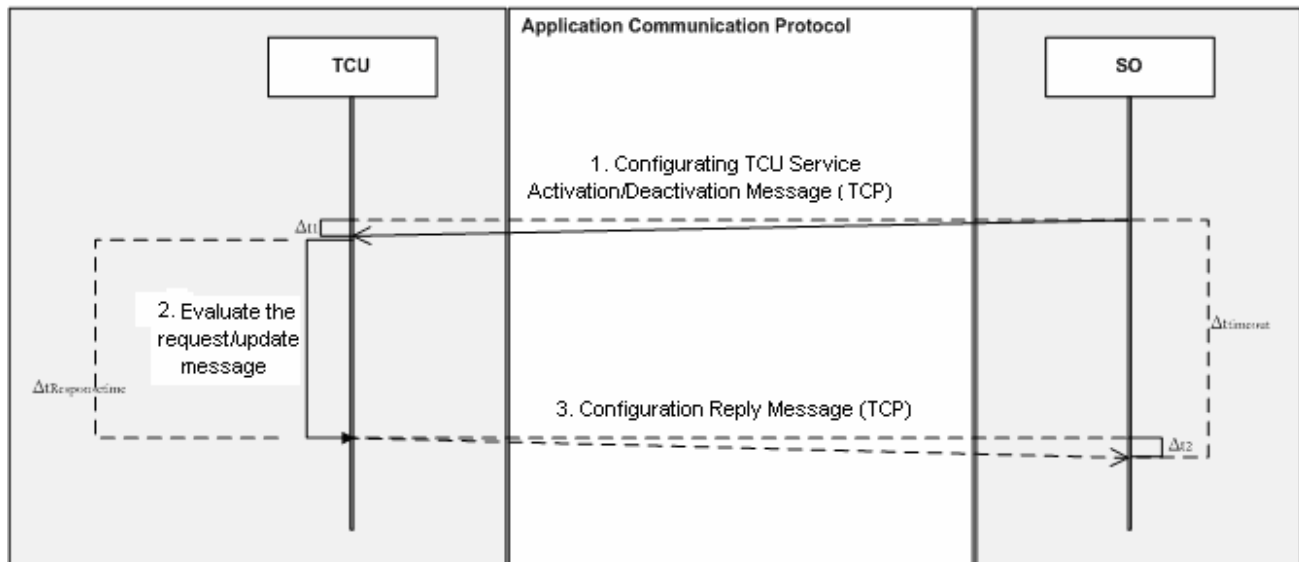 Application Communication Protocol
TCU
SO
1. Configurating TCU Service
Activation/Deactivation Message ( TCP)
Δt1
2. Evaluate the
request/update
message
Δttimeout
ΔtResponsetime
3. Configuration Reply Message (TCP)
Δt2